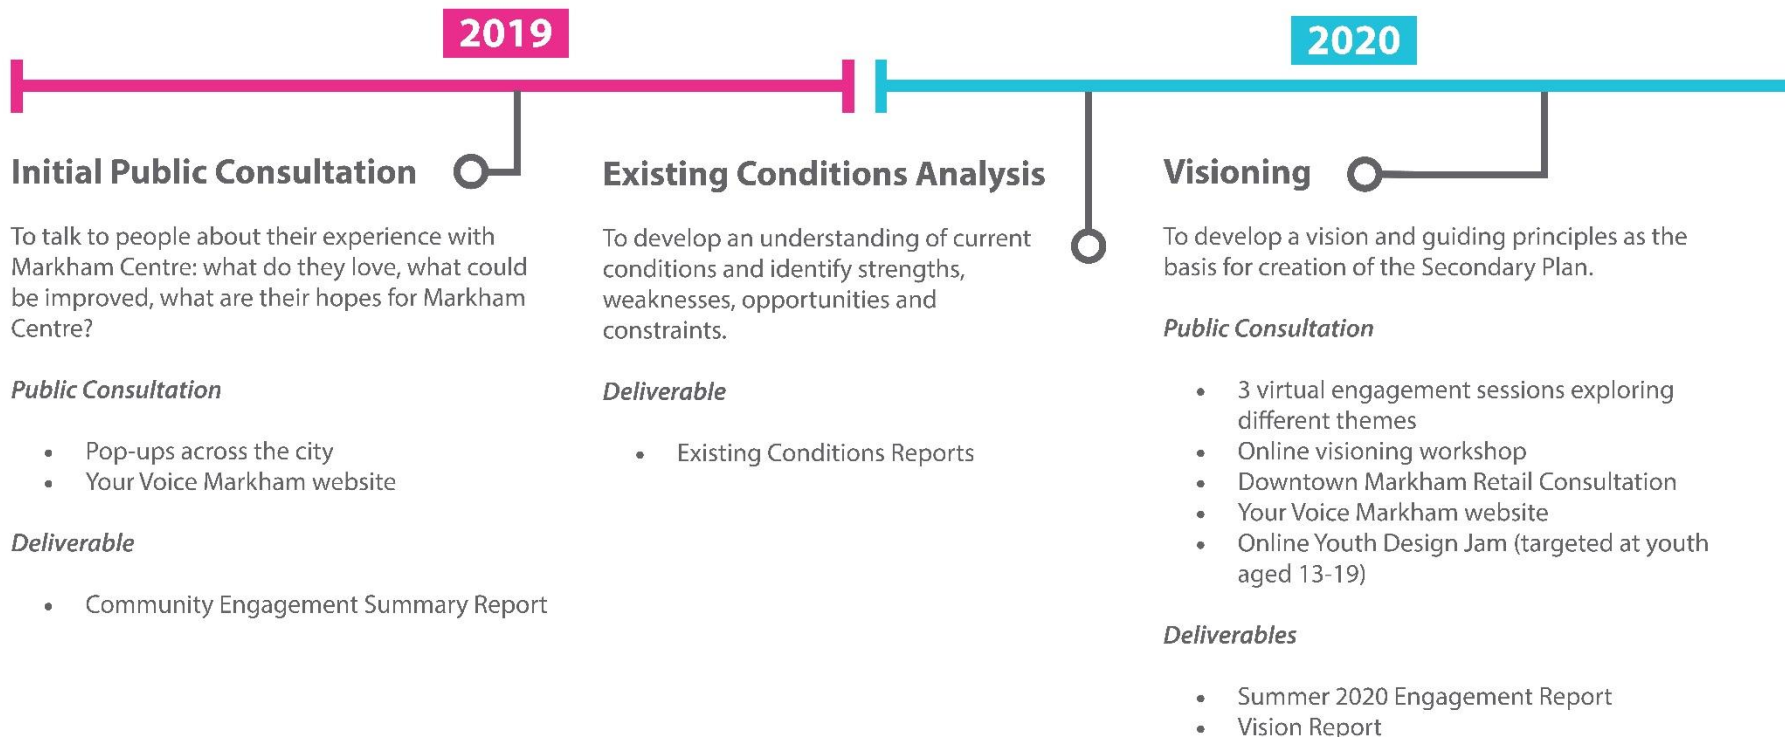 2019
2020
Initial Public Consultation
To talk to people about their experience with
Markham Centre: what do they love, what could
be improved, what are their hopes for Markham
Centre?
Public Consultation
• Pop-ups across the city
• Your Voice Markham website
Deliverable
• Community Engagement Summary Report
Existing Conditions Analysis
To develop an understanding of current
conditions and identify strengths,
weaknesses, opportunities and
constraints.
Deliverable
• Existing Conditions Reports
Visioning
To develop a vision and guiding principles as the
basis for creation of the Secondary Plan.
Public Consultation
• 3 virtual engagement sessions exploring
different themes
• Online visioning workshop
• Downtown Markham Retail Consultation
• Your Voice Markham website
• Online Youth Design Jam (targeted at youth
aged 13-19)
Deliverables
• Summer 2020 Engagement Report
• Vision Report